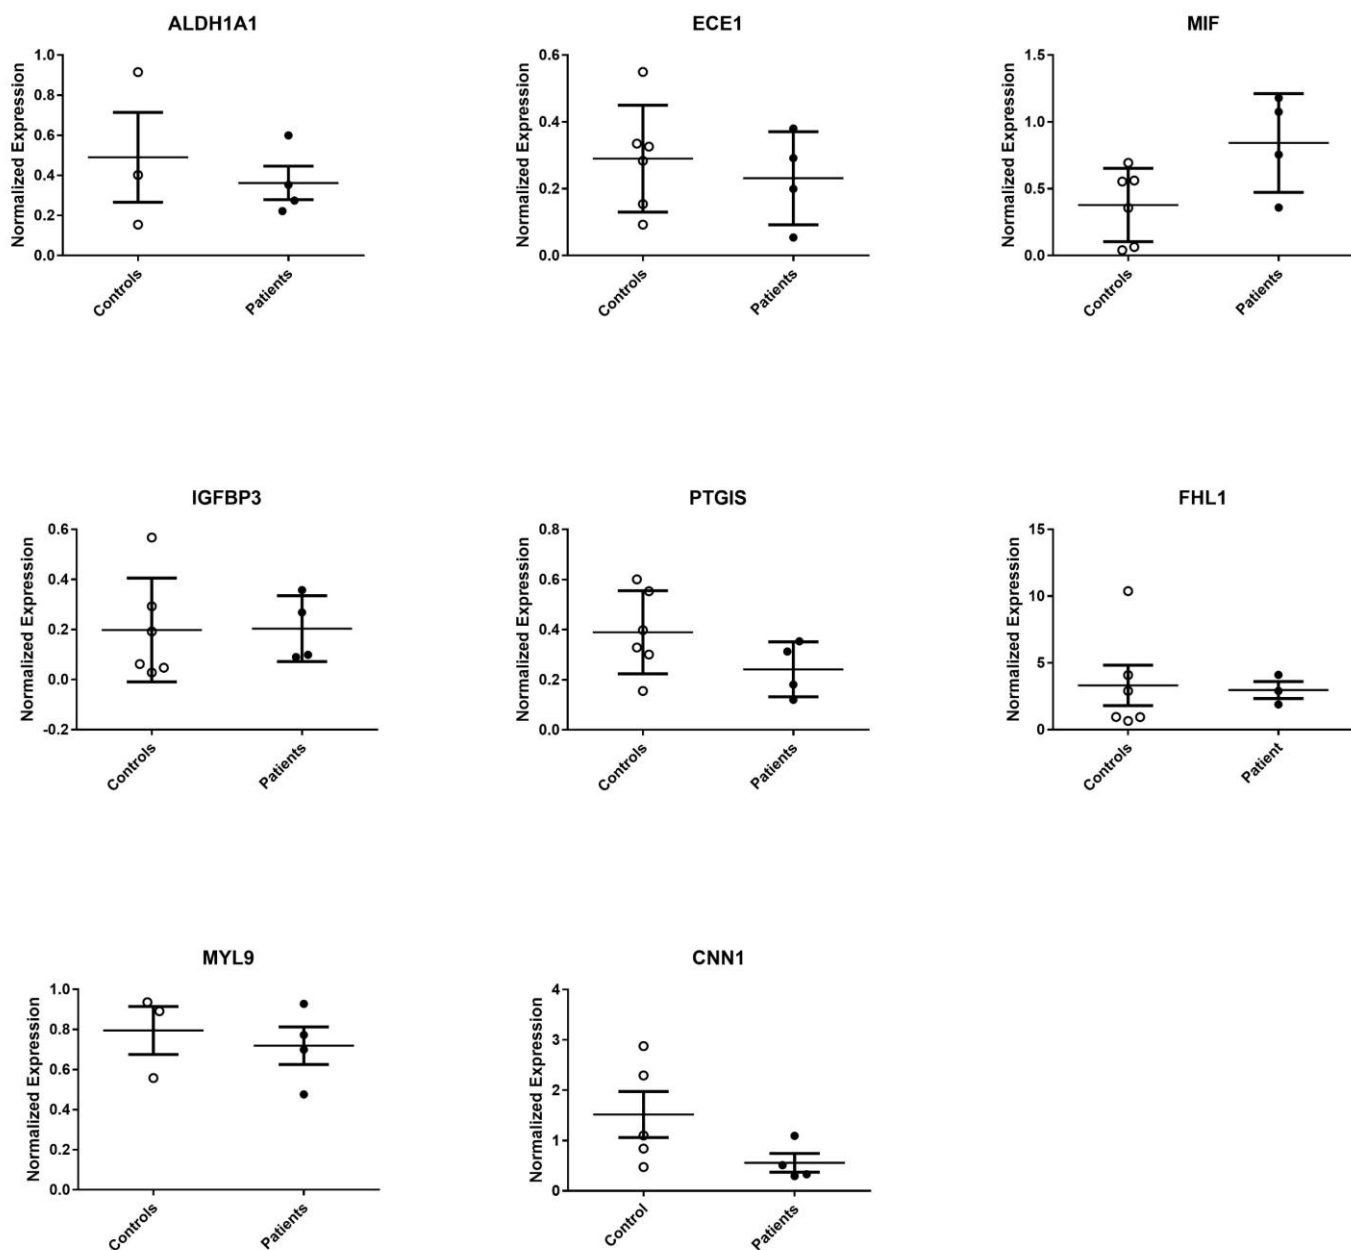 ALDH1A1
Normalized Expression
1.0
0.8
0.6
0.4
0.2
0.0
Controls
Patients
ECE1
Normalized Expression
0.6
0.4
0.2
0.0
Controls
Patients
MIF
Normalized Expression
1.5
1.0
0.5
0.0
Controls
Patients
IGFBP3
Normalized Expression
0.6
0.4
0.2
0.0
-0.2
Controls
Patients
PTGIS
Normalized Expression
0.8
0.6
0.4
0.2
0.0
Controls
Patients
FHL1
Normalized Expression
15
10
5
0
Controls
Patient
MYL9
Normalized Expression
1.0
0.8
0.6
0.4
0.2
0.0
Controls
Patients
CNN1
Normalized Expression
4
3
2
1
0
Control
Patients